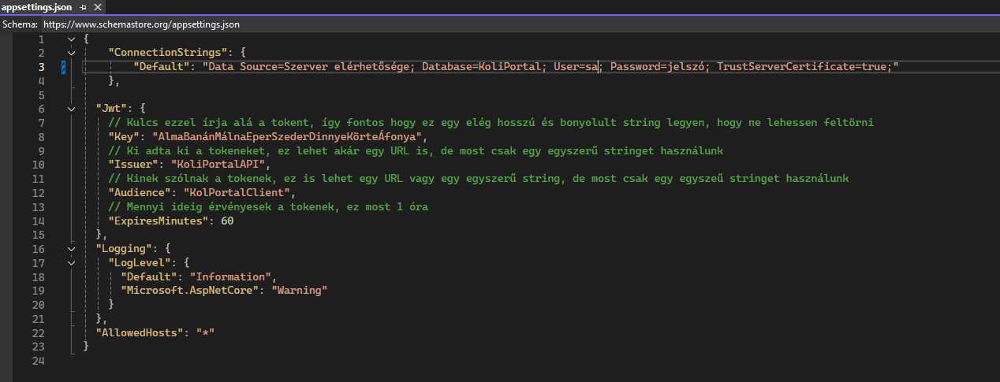 appsettings.json
Schema: https://www.schemastore.org/appsettings.json
1 {
2 "ConnectionStrings": {
3 "Default": "Data Source=Szerver elérhetősége; Database=KoliPortal; User=sa; Password=jelszó; TrustServerCertificate=true;"
4 },
5
6 "Jwt": {
7 // Kulcs ezzel írja alá a tokent, így fontos hogy ez egy elég hosszú és bonyolult string legyen, hogy ne lehessen feltörni
8 "Key": "AlmaBanánMálnaEperSzederDinnyeKörteÁfonya",
9 // Ki adta ki a tokeneket, ez lehet akár egy URL is, de most csak egy egyszerű stringet használunk
10 "Issuer": "KoliPortalAPI",
11 // Kinek szólnak a tokenek, ez is lehet egy URL vagy egy egyszerű string, de most csak egy egyszeű stringet használunk
12 "Audience": "KolPortalClient",
13 // Mennyi ideig érvényesek a tokenek, ez most 1 óra
14 "ExpiresMinutes": 60
15 },
16 "Logging": {
17 "LogLevel": {
18 "Default": "Information",
19 "Microsoft.AspNetCore": "Warning"
20 }
21 },
22 "AllowedHosts": "*"
23 }
24